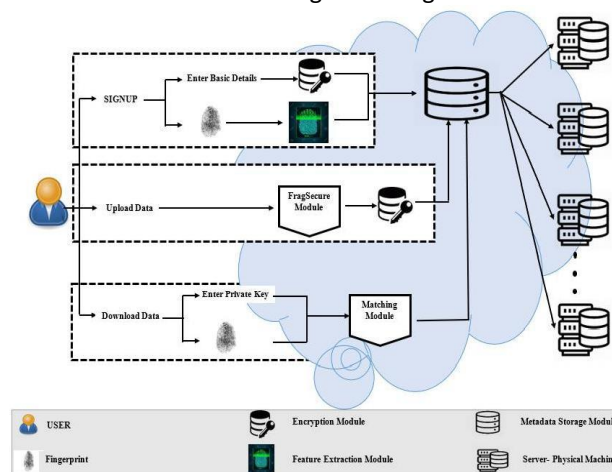 SIGNUP
Enter Basic Details
Upload Data
FragSecure
Module
Download Data
Enter Private Key
Matching
Module
USER
Encryption Module
Metadata Storage Modul
Fingerprint
Feature Extraction Module
Server- Physical Machin